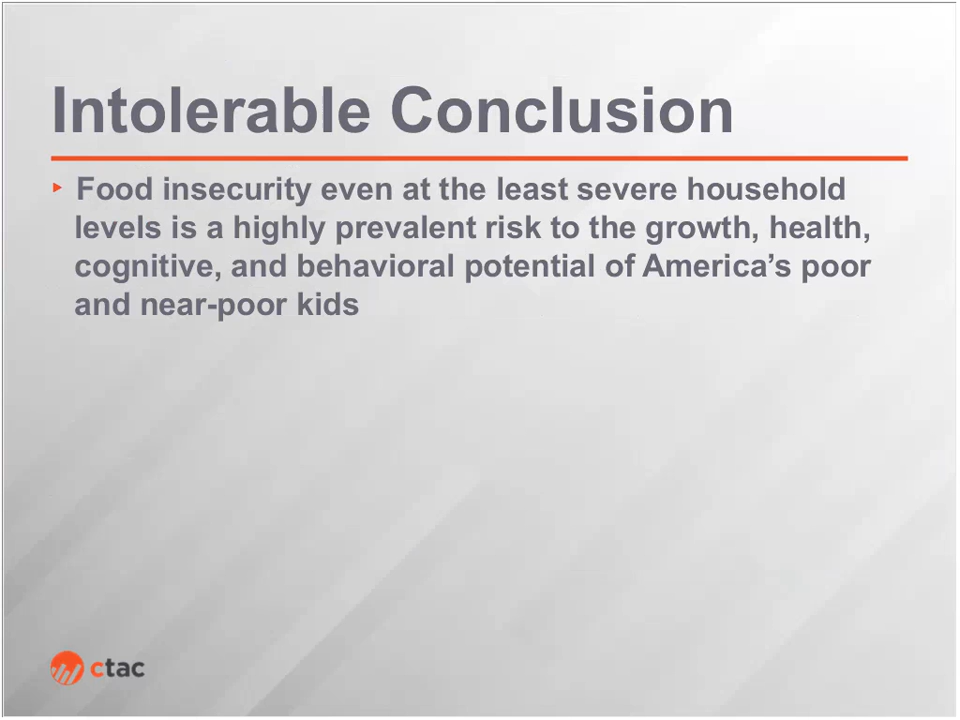 Intolerable Conclusion
‣ Food insecurity even at the least severe household
levels is a highly prevalent risk to the growth, health,
cognitive, and behavioral potential of America’s poor
and near-poor kids
ctac